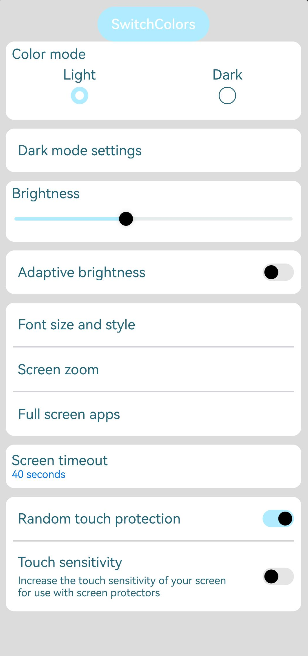 SwitchColors
Color mode
Light Dark
Dark mode settings
Brightness
Adaptive brightness
Font size and style
Screen zoom
Full screen apps
Screen timeout
40 seconds
Random touch protection
Touch sensitivity
Increase the touch sensitivity of your screen
for use with screen protectors